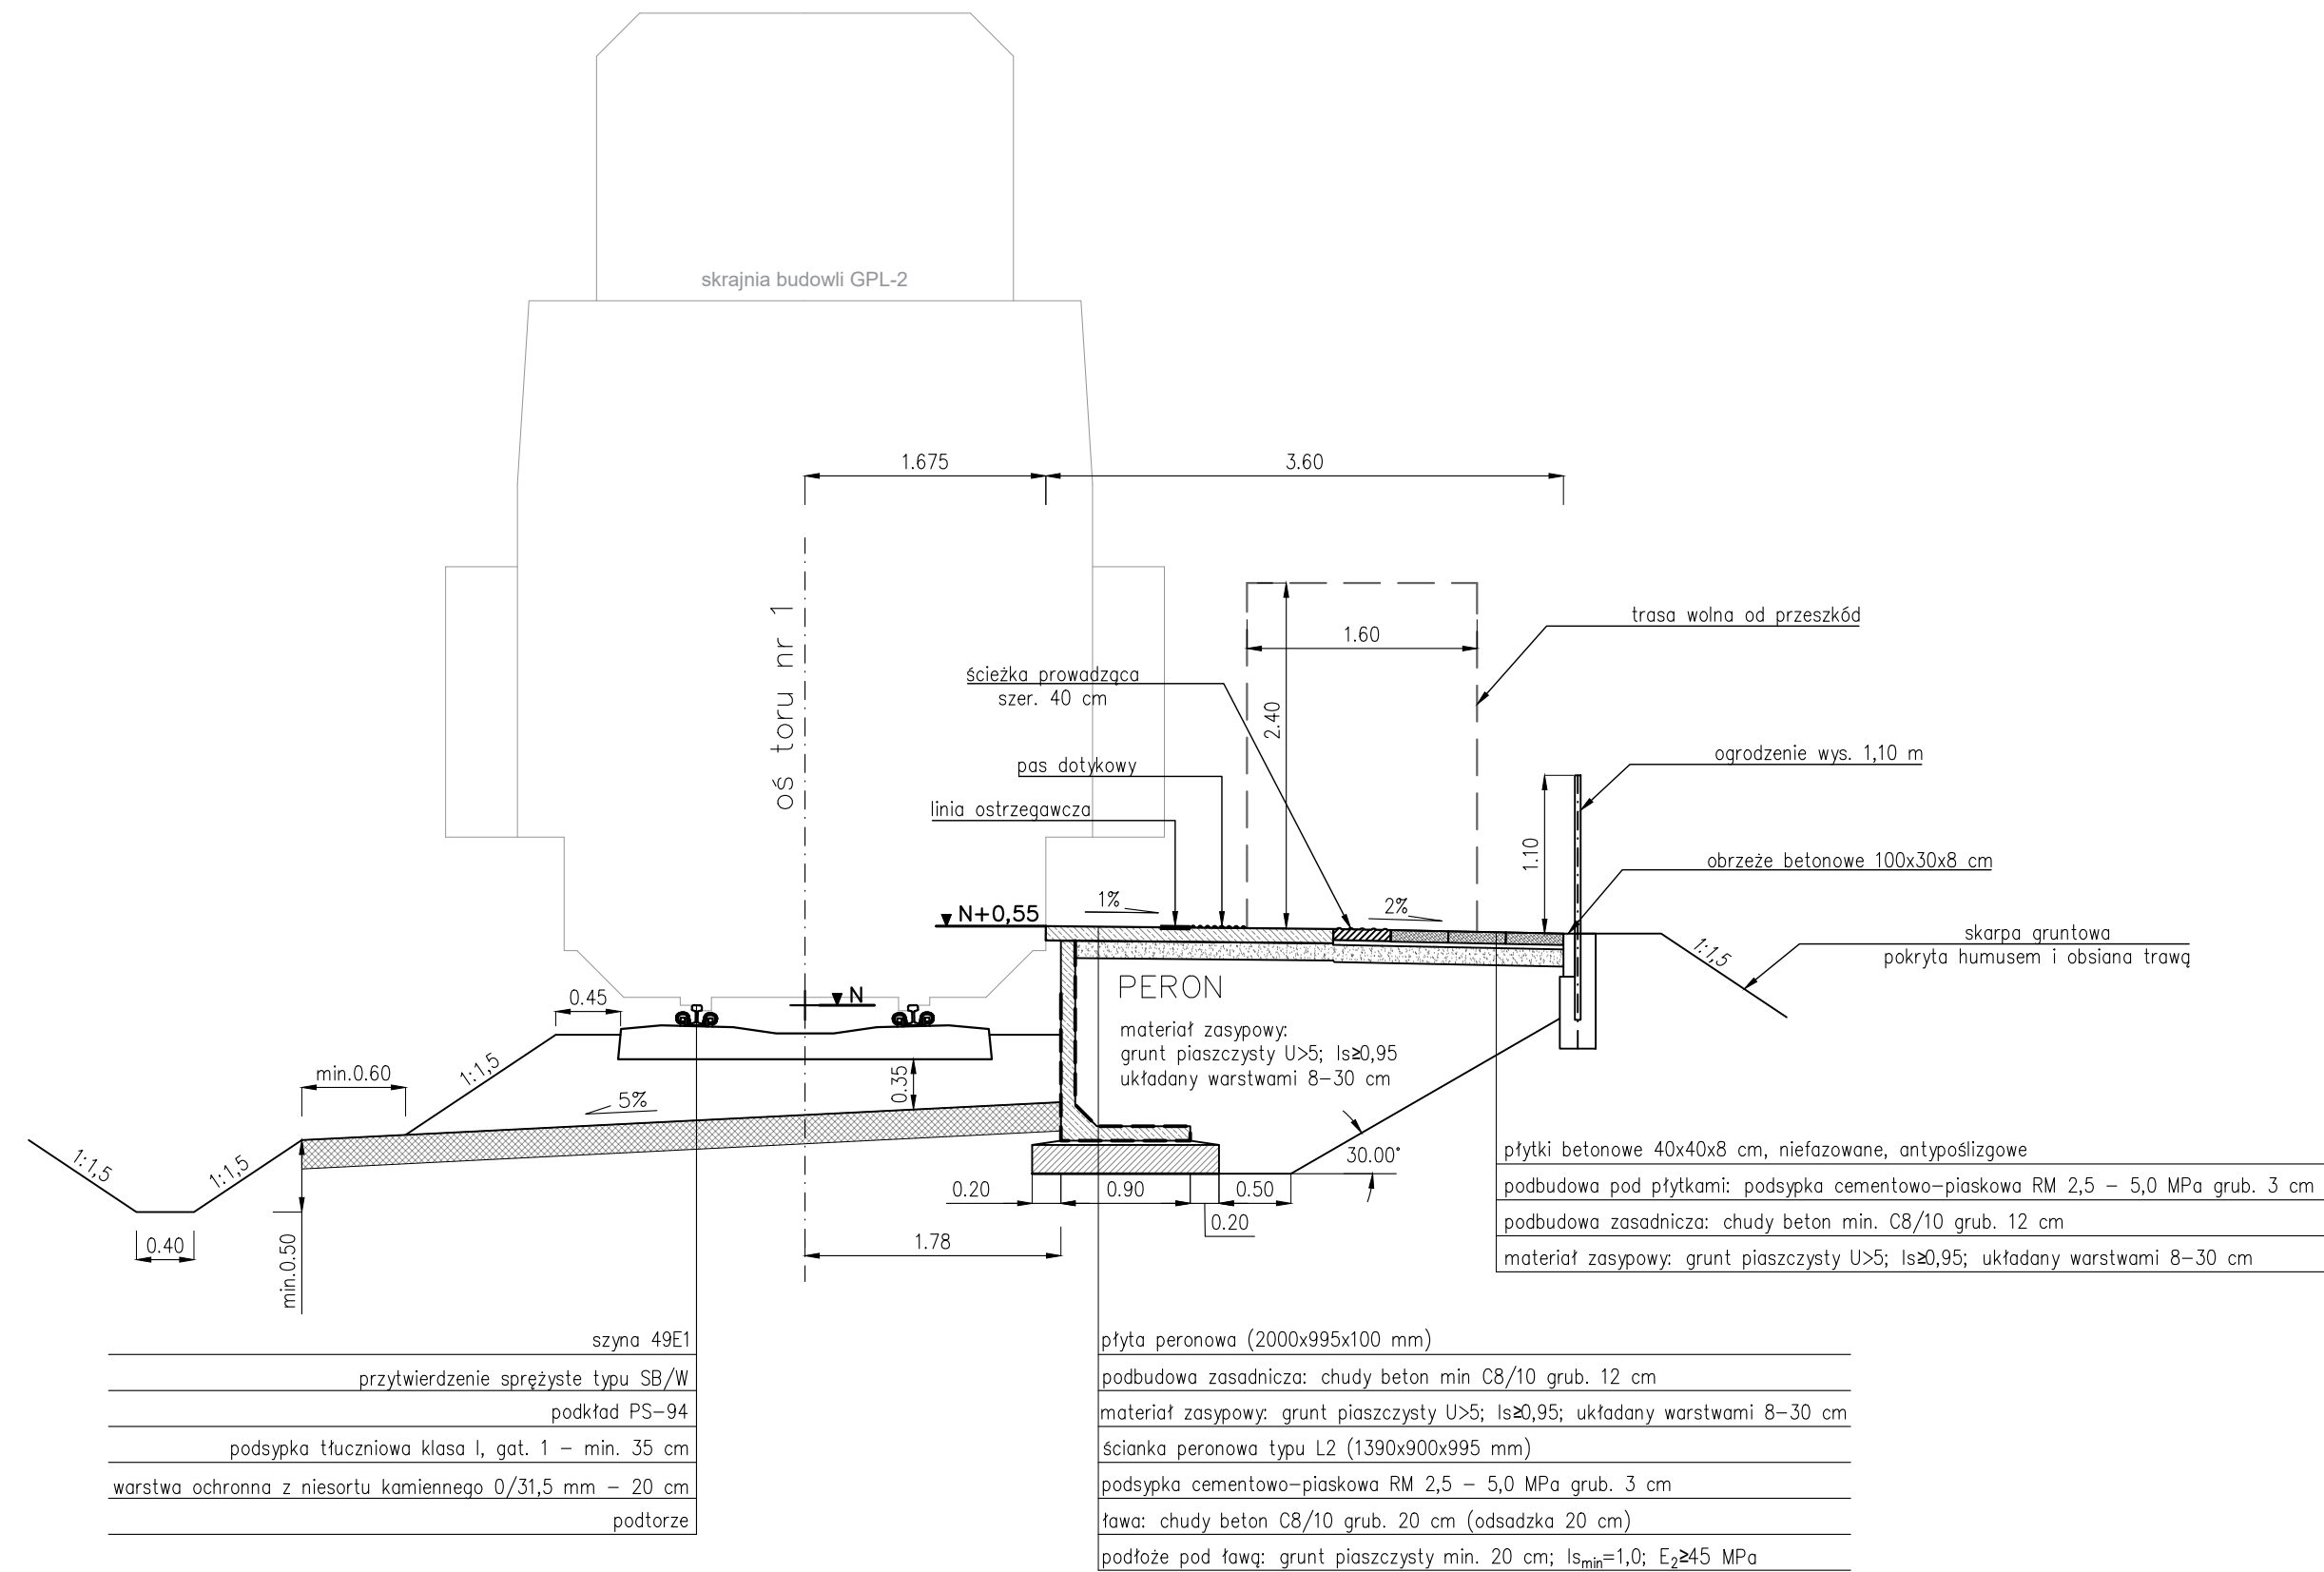 skrajnia budowli GPL-2
1.675
3.60
oś toru nr 1
trasa wolna od przeszkód
1.60
ścieżka prowadząca
szer. 40 cm
2.40
pas dotykowy
ogrodzenie wys. 1,10 m
linia ostrzegawcza
1.10
obrzeże betonowe 100x30x8 cm
1%
2%
N+0,55
skarpa gruntowa
pokryta humusem i obsiana trawą
1:1,5
PERON
N
0.45
materiał zasypowy:
grunt piaszczysty U>5; Is≥0,95
układany warstwami 8-30 cm
min.0.60
1:1,5
0.35
5%
1:1,5
1:1,5
30.00°
płytki betonowe 40x40x8 cm, niefazowane, antypoślizgowe
podbudowa pod płytkami: podsypka cementowo-piaskowa RM 2,5 - 5,0 MPa grub. 3 cm
podbudowa zasadnicza: chudy beton min. C8/10 grub. 12 cm
materiał zasypowy: grunt piaszczysty U>5; Is≥0,95; układany warstwami 8-30 cm
0.20
0.90
0.50
0.20
0.40
min.0.50
1.78
szyna 49E1
przytwierdzenie sprężyste typu SB/W
podkład PS-94
podsypka tłuczniowa klasa I, gat. 1 - min. 35 cm
warstwa ochronna z niesortu kamiennego 0/31,5 mm - 20 cm
podtorze
płyta peronowa (2000x995x100 mm)
podbudowa zasadnicza: chudy beton min C8/10 grub. 12 cm
materiał zasypowy: grunt piaszczysty U>5; Is≥0,95; układany warstwami 8-30 cm
ścianka peronowa typu L2 (1390x900x995 mm)
podsypka cementowo-piaskowa RM 2,5 - 5,0 MPa grub. 3 cm
ława: chudy beton C8/10 grub. 20 cm (odsadzka 20 cm)
podłoże pod ławą: grunt piaszczysty min. 20 cm; Ismin=1,0; E2≥45 MPa